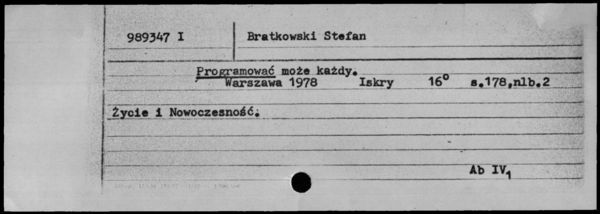 989347 I Bratkowski Stefan
Programować może każdy.
Warszawa 1978 Iskry 16° s.178,nlb.2
Życie i Nowoczesność.
Ab IV1